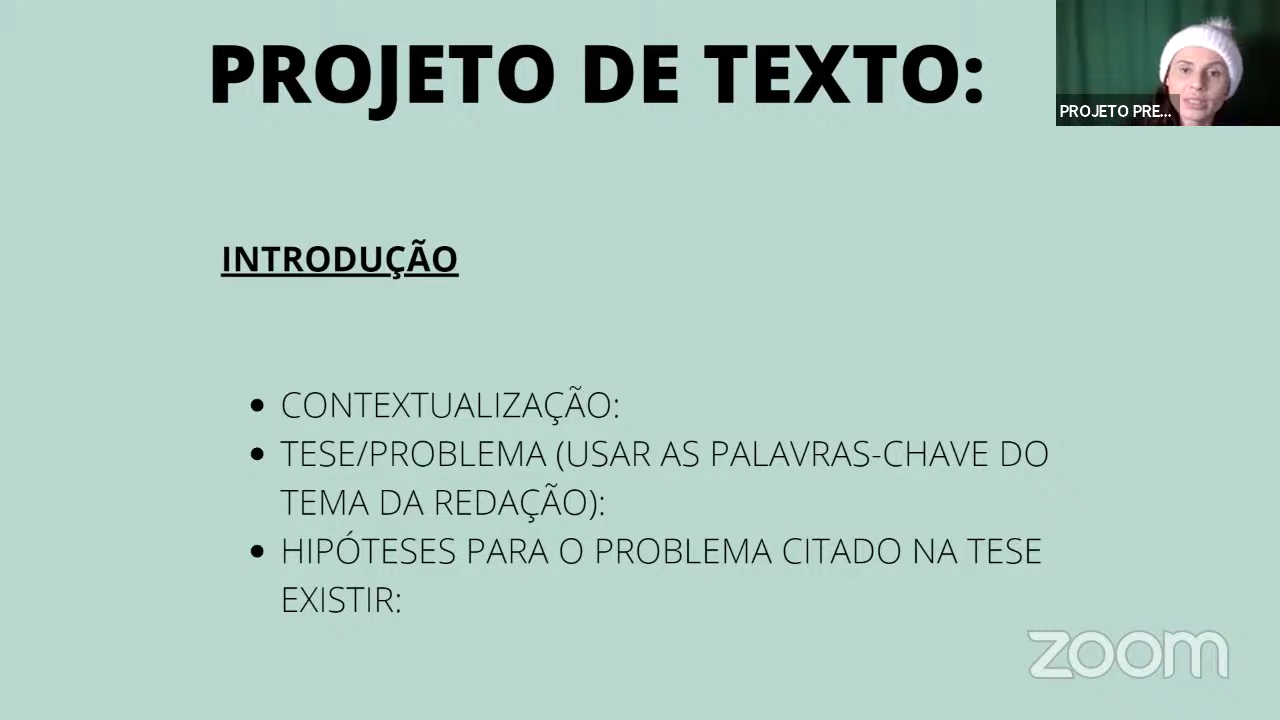 PROJETO DE TEXTO:
PROJETO PRE...
INTRODUÇÃO
• CONTEXTUALIZAÇÃO:
• TESE/PROBLEMA (USAR AS PALAVRAS-CHAVE DO
TEMA DA REDAÇÃO):
• HIPÓTESES PARA O PROBLEMA CITADO NA TESE
EXISTIR:
zoom